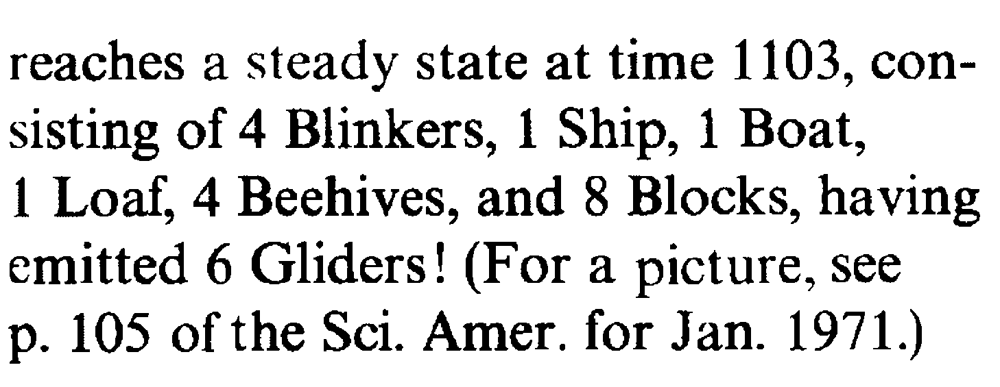 reaches a steady state at time 1103, con-
sisting of 4 Blinkers, 1 Ship, 1 Boat,
1 Loaf, 4 Beehives, and 8 Blocks, having
emitted 6 Gliders! (For a picture, see
p. 105 of the Sci. Amer. for Jan. 1971.)